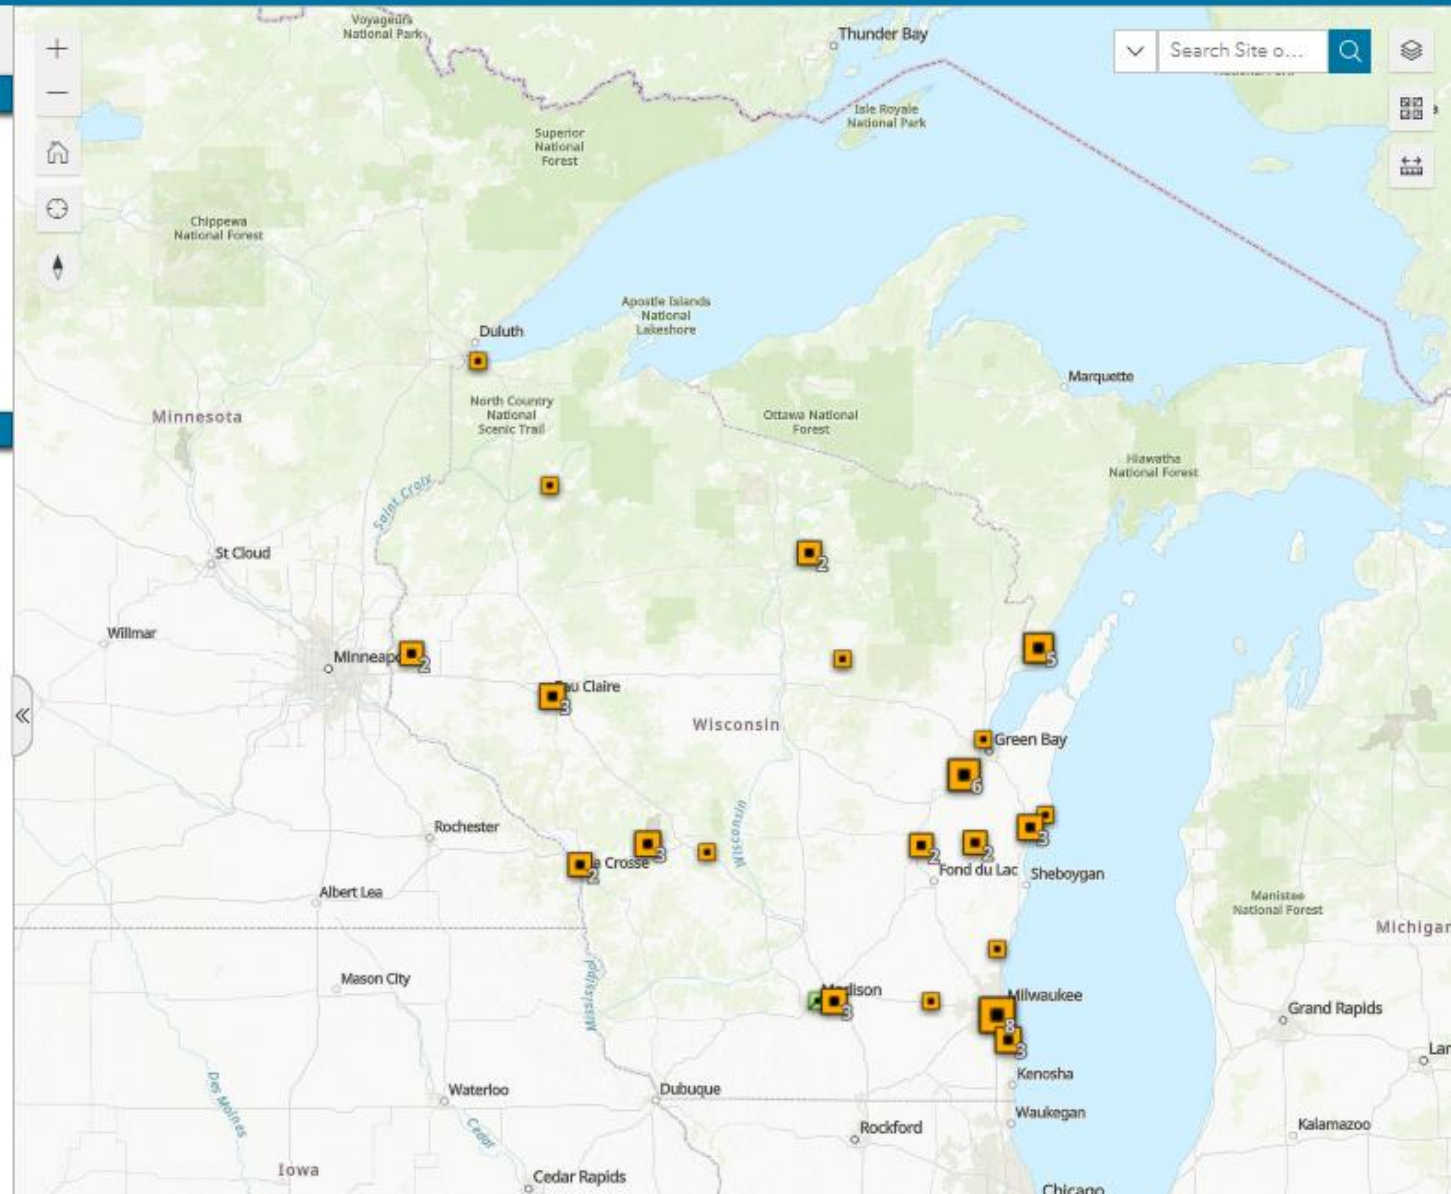 Voyageurs
National Park
Thunder Bay
Search Site o...
Isle Royale
National Park
Superior
National
Forest
Chippewa
National Forest
Apostle Islands
National
Lakeshore
Duluth
Marquette
North Country
National
Scenic Trail
Minnesota
Ottawa National
Forest
Hiawatha
National Forest
Saint Croix
St Cloud
2
Willmar
Minneap
2
5
Eau Claire
3
Wisconsin
Green Bay
6
Wisconsin
Rochester
3
3
2
2
La Crosse
2
Fond du Lac
Sheboygan
Albert Lea
Manistee
National Forest
Michigan
Mississippi
Mason City
Madison
3
Milwaukee
8
3
Grand Rapids
Lan
Kenosha
Des Moines
Waterloo
Dubuque
Waukegan
Cedar
Rockford
Kalamazoo
Iowa
Cedar Rapids
Chicago